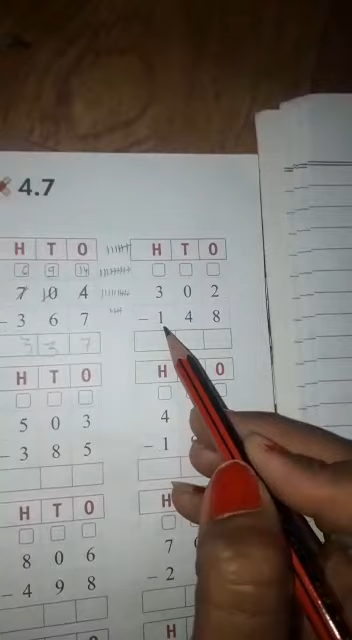 4.7
H T O H T O
6 9 14
7 10 4 3 0 2
- 3 6 7 - 1 4 8
3 3 7
H T O H O
5 0 3 4
- 3 8 5 - 1
H T O H
8 0 6 7
- 4 9 8 - 2
H